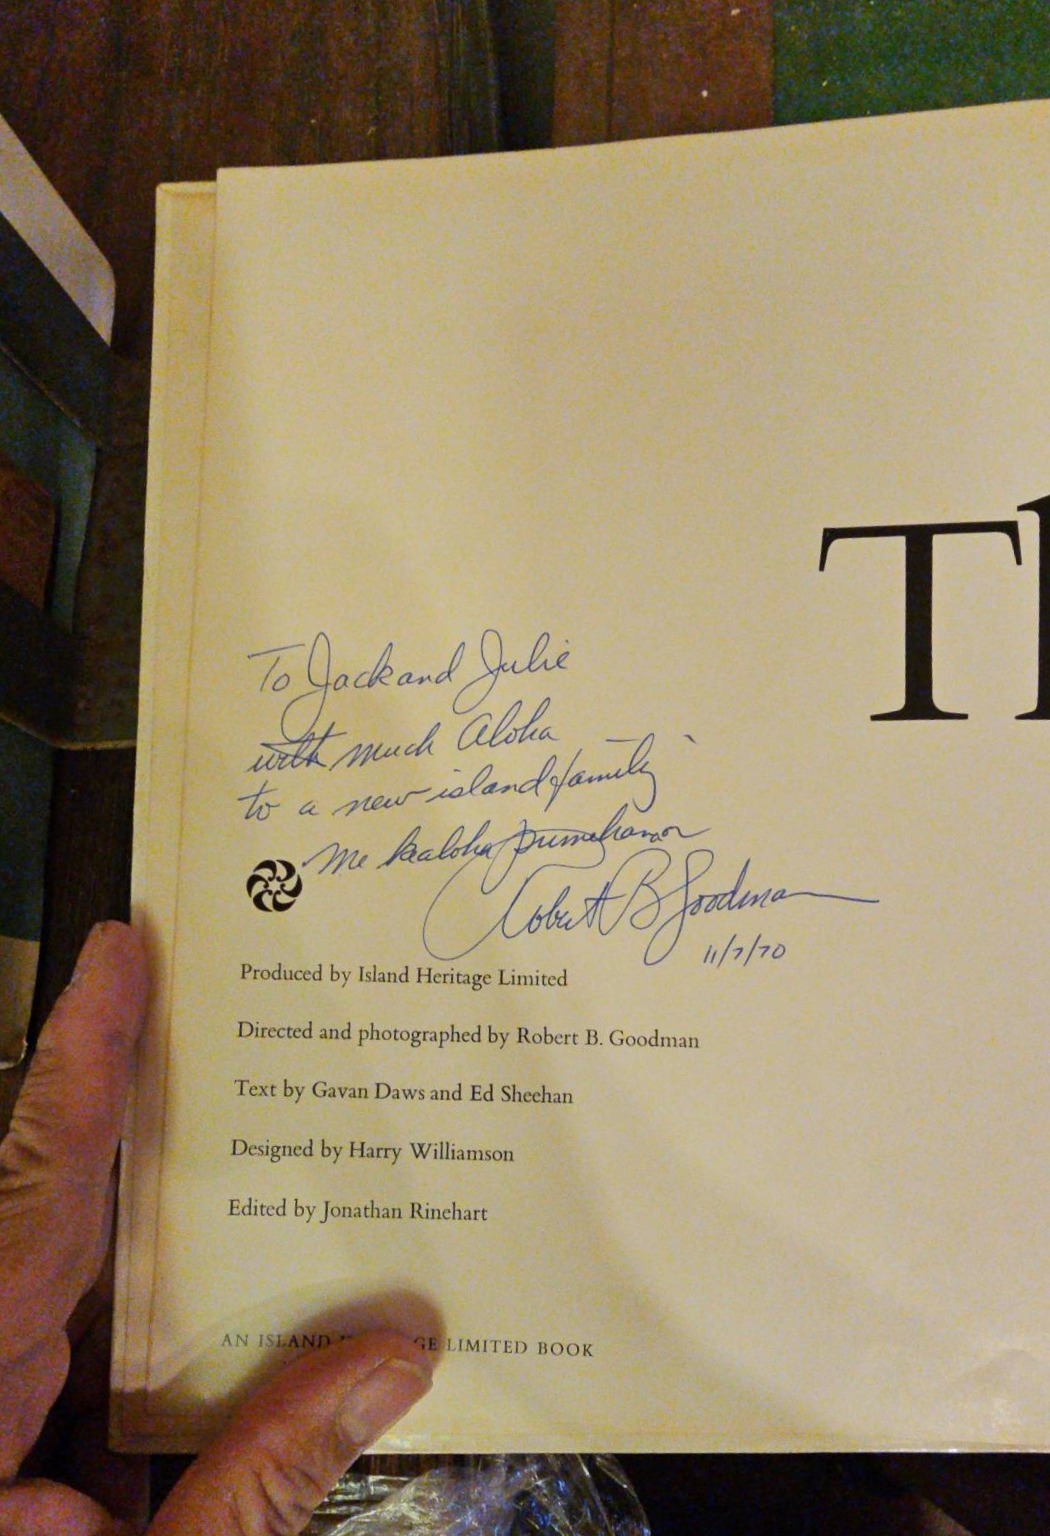 Th
To Jack and Julie
with much Aloha
to a new island family
me kealoha pumehana
Robert B Goodman
11/7/70
Produced by Island Heritage Limited
Directed and photographed by Robert B. Goodman
Text by Gavan Daws and Ed Sheehan
Designed by Harry Williamson
Edited by Jonathan Rinehart
AN ISLAND GE LIMITED BOOK